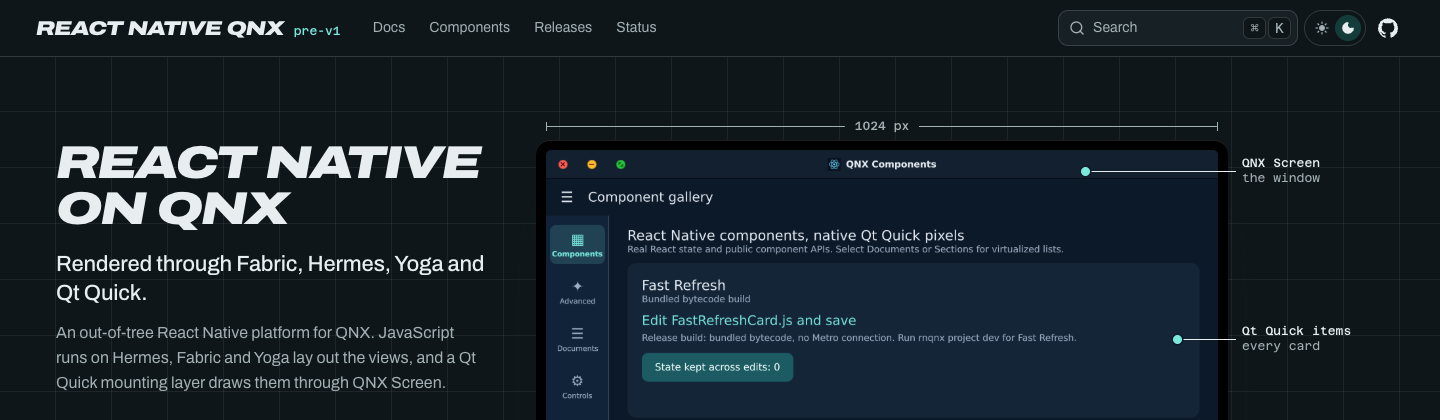 REACT NATIVE QNX pre-v1
Docs
Components
Releases
Status
Search
⌘ K
REACT NATIVE
ON QNX
Rendered through Fabric, Hermes, Yoga and
Qt Quick.
An out-of-tree React Native platform for QNX. JavaScript
runs on Hermes, Fabric and Yoga lay out the views, and a Qt
Quick mounting layer draws them through QNX Screen.
1024 px
QNX Components
Component gallery
Components
Advanced
Documents
Controls
React Native components, native Qt Quick pixels
Real React state and public component APIs. Select Documents or Sections for virtualized lists.
Fast Refresh
Bundled bytecode build
Edit FastRefreshCard.js and save
Release build: bundled bytecode, no Metro connection. Run rnqnx project dev for Fast Refresh.
State kept across edits: 0
QNX Screen
the window
Qt Quick items
every card